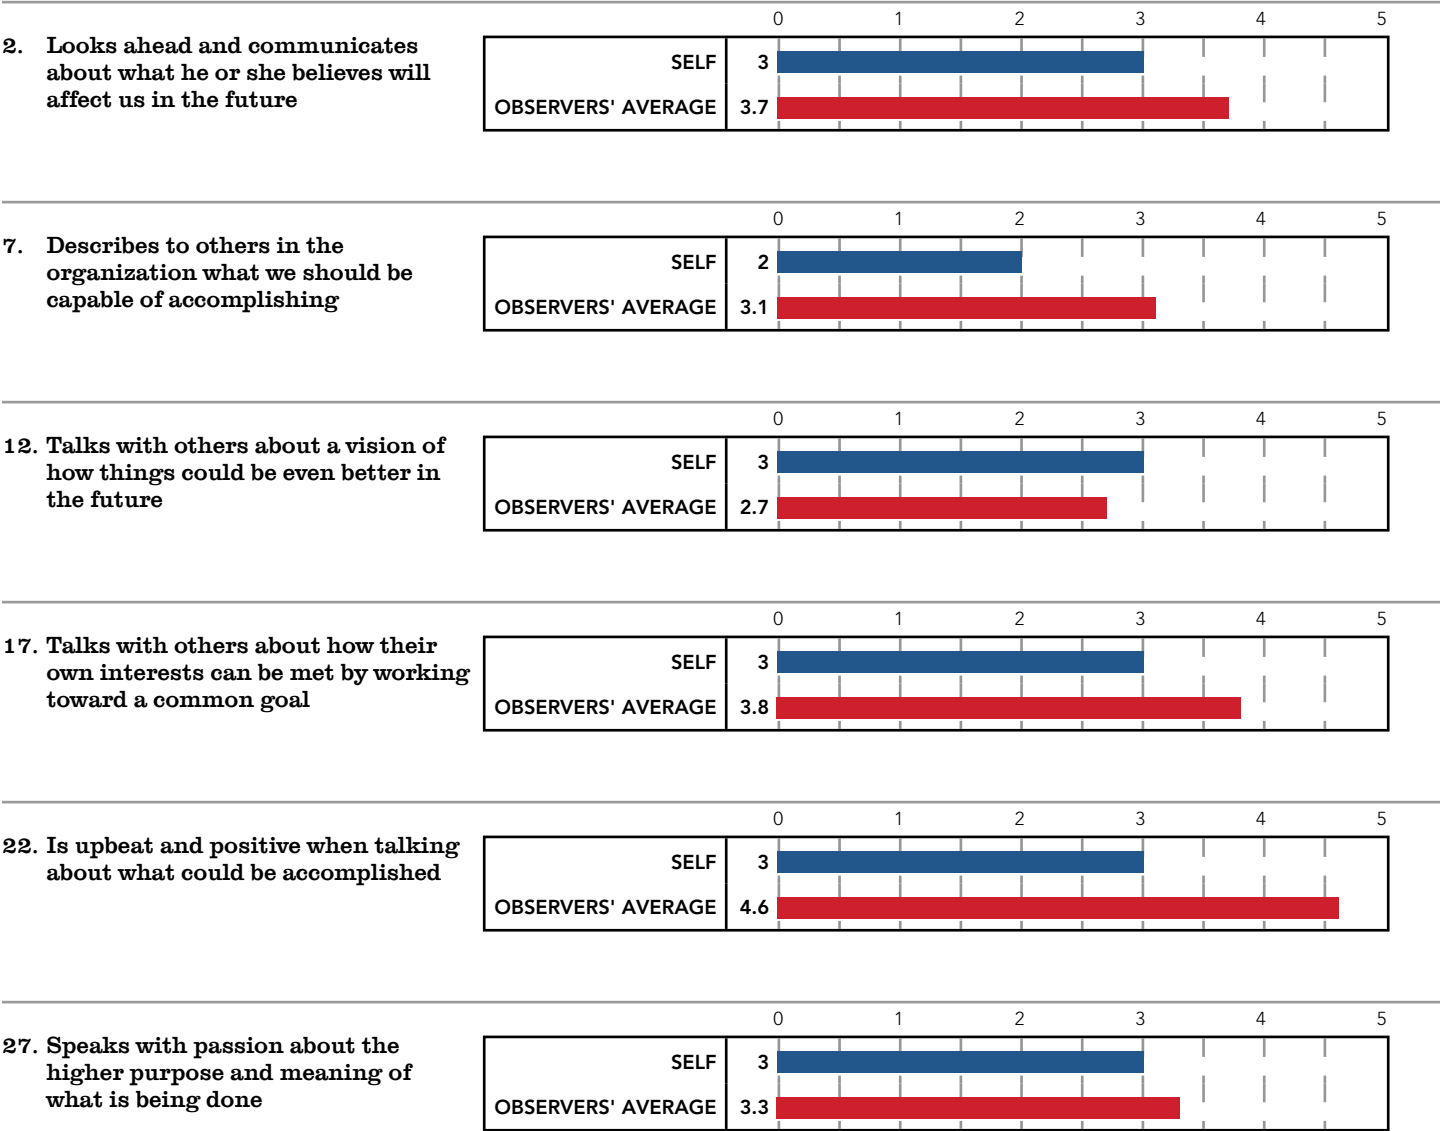 0 1 2 3 4 5
2. Looks ahead and communicates
about what he or she believes will
affect us in the future
SELF 3
OBSERVERS' AVERAGE 3.7
0 1 2 3 4 5
7. Describes to others in the
organization what we should be
capable of accomplishing
SELF 2
OBSERVERS' AVERAGE 3.1
0 1 2 3 4 5
12. Talks with others about a vision of
how things could be even better in
the future
SELF 3
OBSERVERS' AVERAGE 2.7
0 1 2 3 4 5
17. Talks with others about how their
own interests can be met by working
toward a common goal
SELF 3
OBSERVERS' AVERAGE 3.8
0 1 2 3 4 5
22. Is upbeat and positive when talking
about what could be accomplished
SELF 3
OBSERVERS' AVERAGE 4.6
0 1 2 3 4 5
27. Speaks with passion about the
higher purpose and meaning of
what is being done
SELF 3
OBSERVERS' AVERAGE 3.3